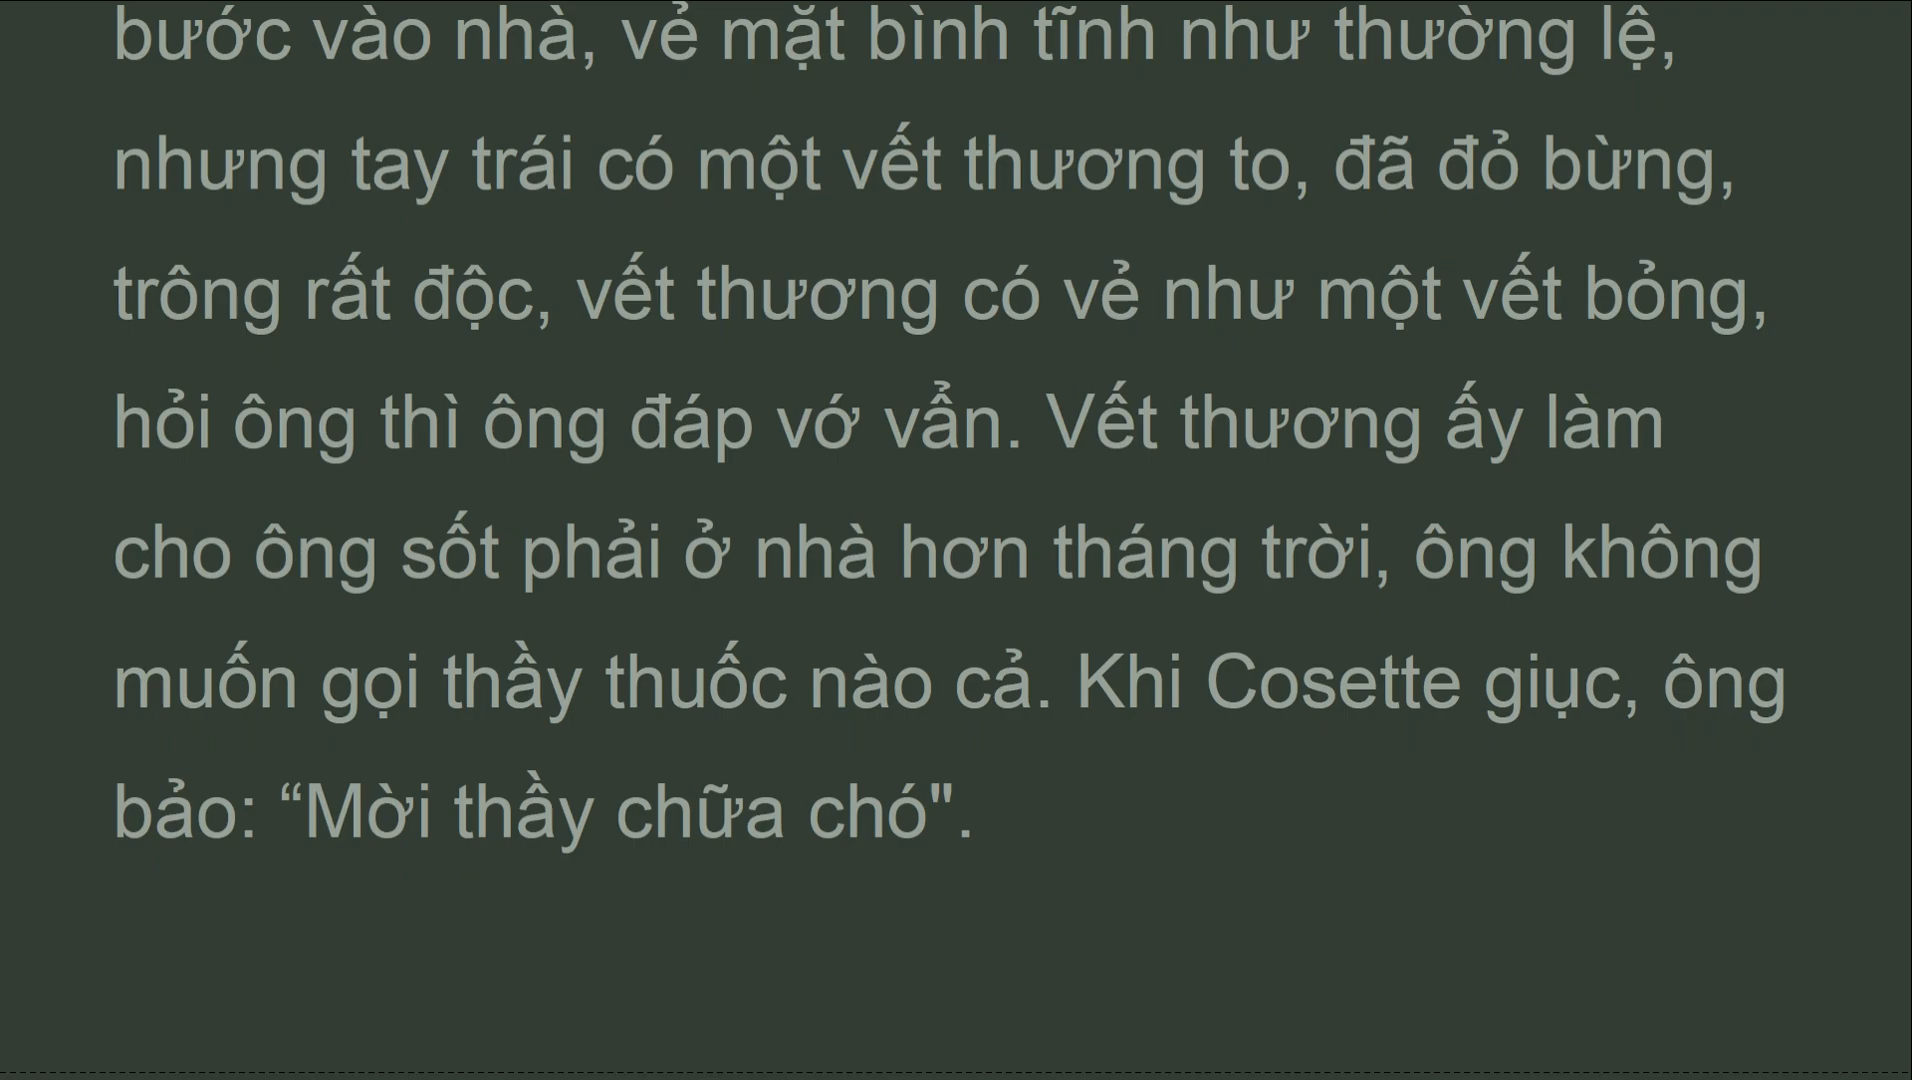 bước vào nhà, vẻ mặt bình tĩnh như thường lệ,
nhưng tay trái có một vết thương to, đã đỏ bừng,
trông rất độc, vết thương có vẻ như một vết bỏng,
hỏi ông thì ông đáp vớ vẩn. Vết thương ấy làm
cho ông sốt phải ở nhà hơn tháng trời, ông không
muốn gọi thầy thuốc nào cả. Khi Cosette giục, ông
bảo: “Mời thầy chữa chó".